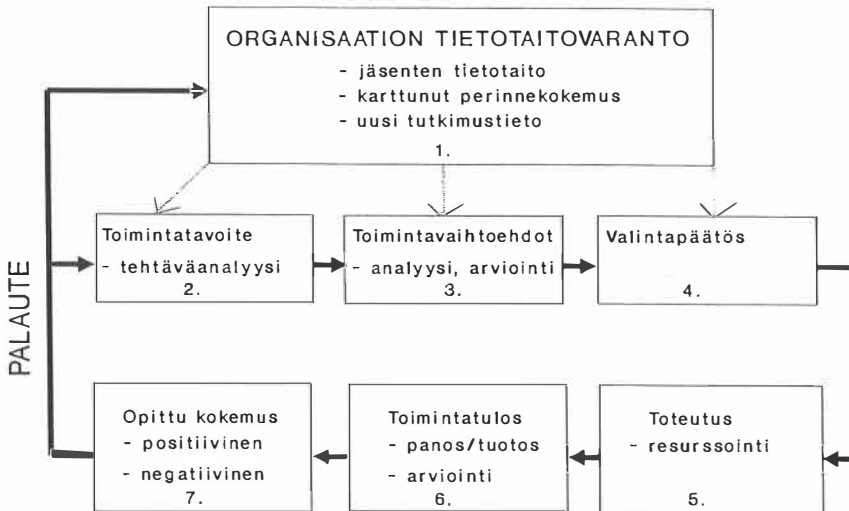 ORGANISAATION TIETOTAITOVARANTO
- jäsenten tietotaito
- karttunut perinnekokemus
- uusi tutkimustieto
1.
Toimintatavoite
- tehtäväanalyysi
2.
Toimintavaihtoehdot
- analyysi, arviointi
3.
Valintapäätös
4.
PALAUTE
Toteutus
- resurssointi
5.
Toimintatulos
- panos/tuotos
- arviointi
6.
Opittu kokemus
- positiivinen
- negatiivinen
7.